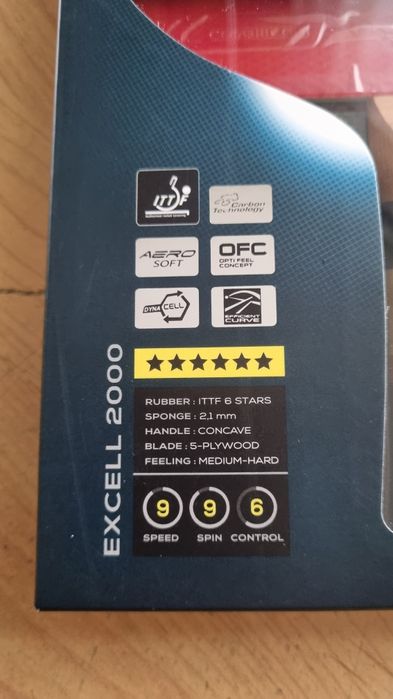 ITTF
Carbon
Technology
AERO
SOFT
OFC
OPTI FEEL
CONCEPT
DYNA CELL
EFFICIENT
CURVE
★★★★★★
RUBBER : ITTF 6 STARS
SPONGE : 2,1 mm
HANDLE : CONCAVE
BLADE : 5-PLYWOOD
FEELING : MEDIUM-HARD
9 9 6
SPEED SPIN CONTROL
EXCELL 2000